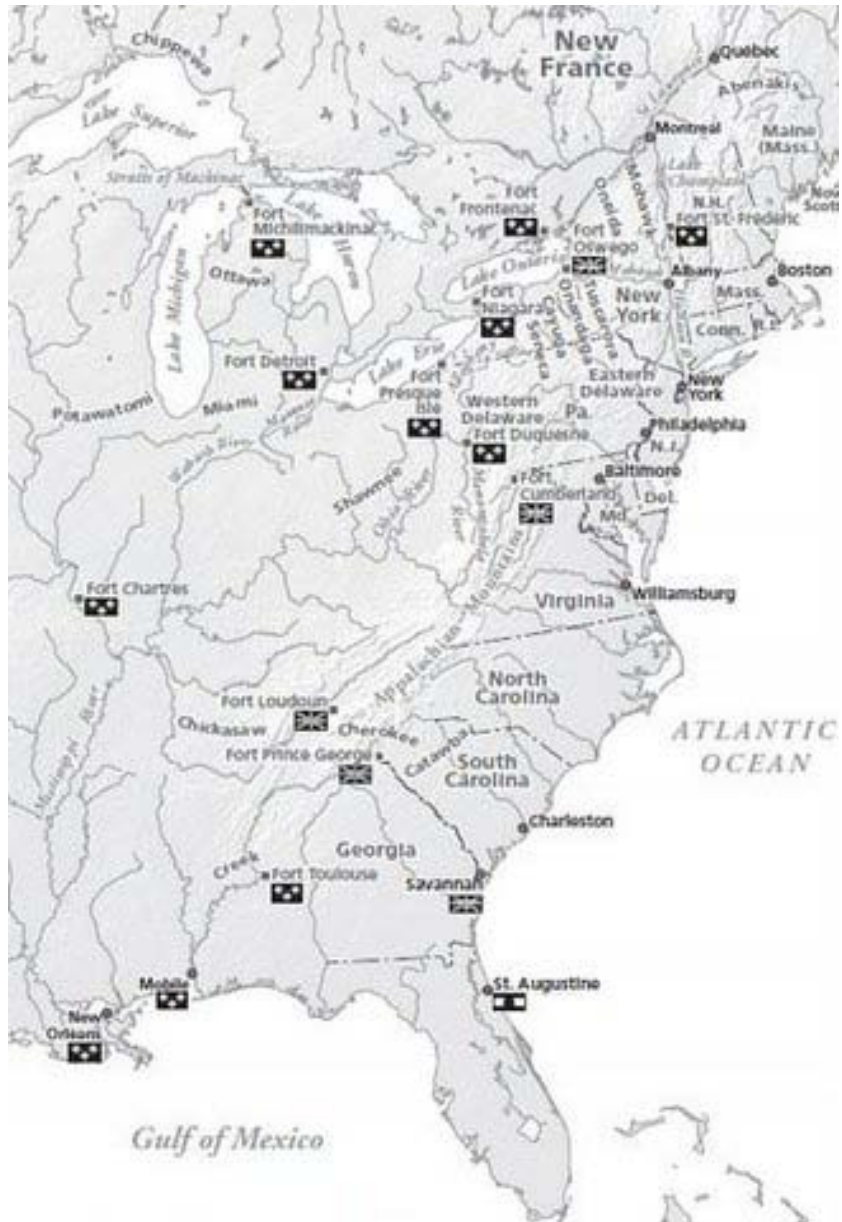 New
France
Québec
Chippewa
Abenakis
Lake Superior
Montreal
Maine
(Mass.)
Straits of Mackinac
Lake
Champlain
Fort
Michilimackinac
Lake
Huron
Fort
Frontenac
Oneida
Mohawk
N.H.
Fort St. Frédéric
Fort
Oswego
Ottawa
Lake Ontario
Albany
Boston
Lake Michigan
Fort
Niagara
Tuscarora
Onondaga
Cayuga
Seneca
New
York
Mass.
Conn.
R.I.
Fort Detroit
Lake Erie
Fort
Presque
Isle
Eastern
Delaware
New
York
Potawatomi
Miami
Western
Delaware
Pa.
Philadelphia
Wabash River
Fort Duquesne
N.J.
Shawnee
Ohio River
Monongahela
River
Fort
Cumberland
Baltimore
Md.
Del.
Fort Chartres
Virginia
Williamsburg
Appalachian Mountains
Mississippi River
Fort Loudoun
North
Carolina
Chickasaw
Cherokee
ATLANTIC
OCEAN
Fort Prince George
Catawba
South
Carolina
Charleston
Georgia
Creek
Fort Toulouse
Savannah
Mobile
St. Augustine
New
Orleans
Gulf of Mexico